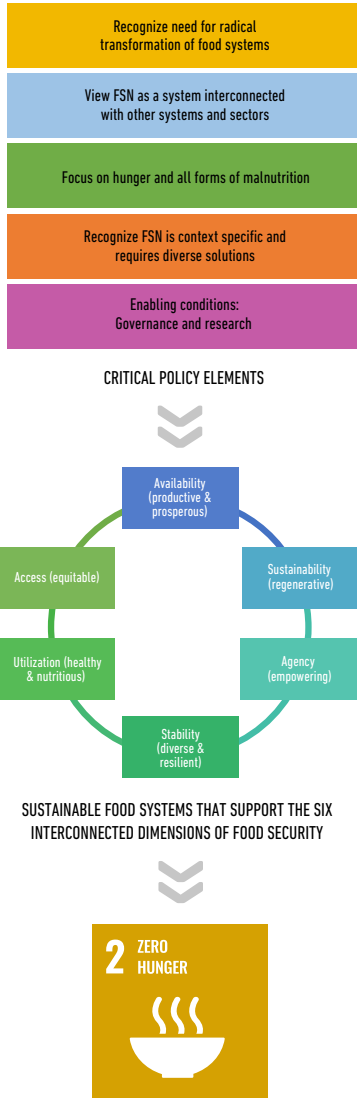 Recognize need for radical
transformation of food systems
View FSN as a system interconnected
with other systems and sectors
Focus on hunger and all forms of malnutrition
Recognize FSN is context specific and
requires diverse solutions
Enabling conditions:
Governance and research
CRITICAL POLICY ELEMENTS
Availability
(productive &
prosperous)
Access (equitable)
Sustainability
(regenerative)
Utilization (healthy
& nutritious)
Agency
(empowering)
Stability
(diverse &
resilient)
SUSTAINABLE FOOD SYSTEMS THAT SUPPORT THE SIX
INTERCONNECTED DIMENSIONS OF FOOD SECURITY
2 ZERO
HUNGER